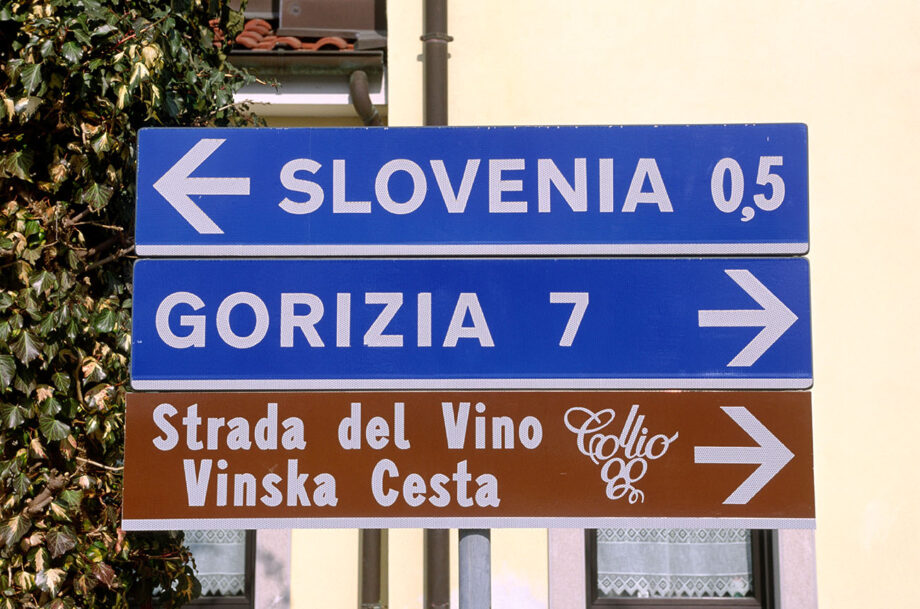 SLOVENIA 0,5
GORIZIA 7
Strada del Vino Collio
Vinska Cesta